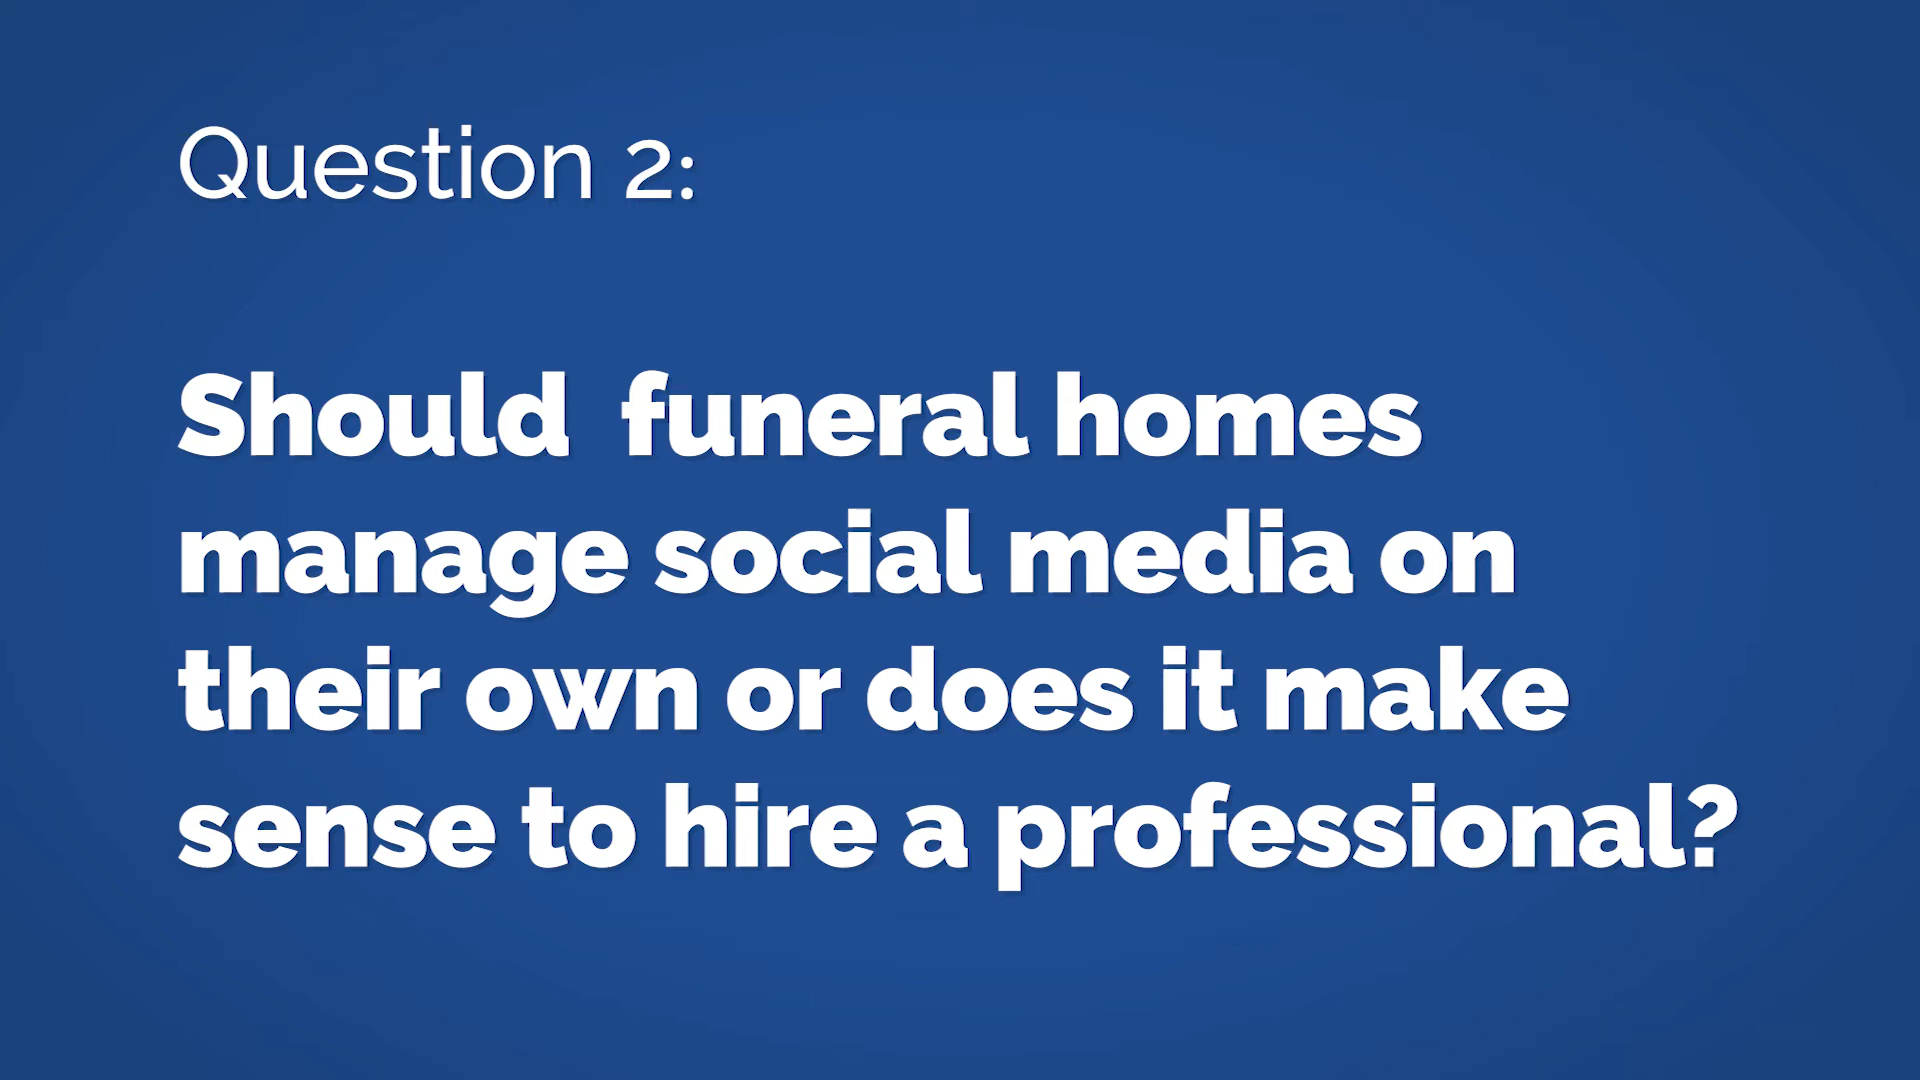 Question 2:
Should  funeral homes
manage social media on
their own or does it make
sense to hire a professional?